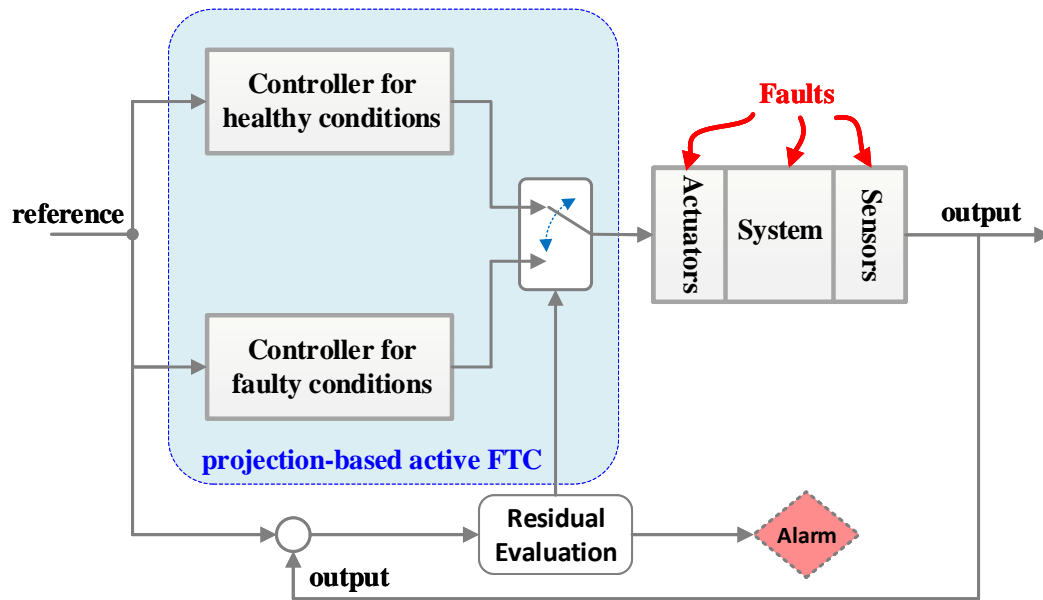 Controller for
healthy conditions
Faults
reference
Actuators
System
Sensors
output
Controller for
faulty conditions
projection-based active FTC
Residual
Evaluation
Alarm
output